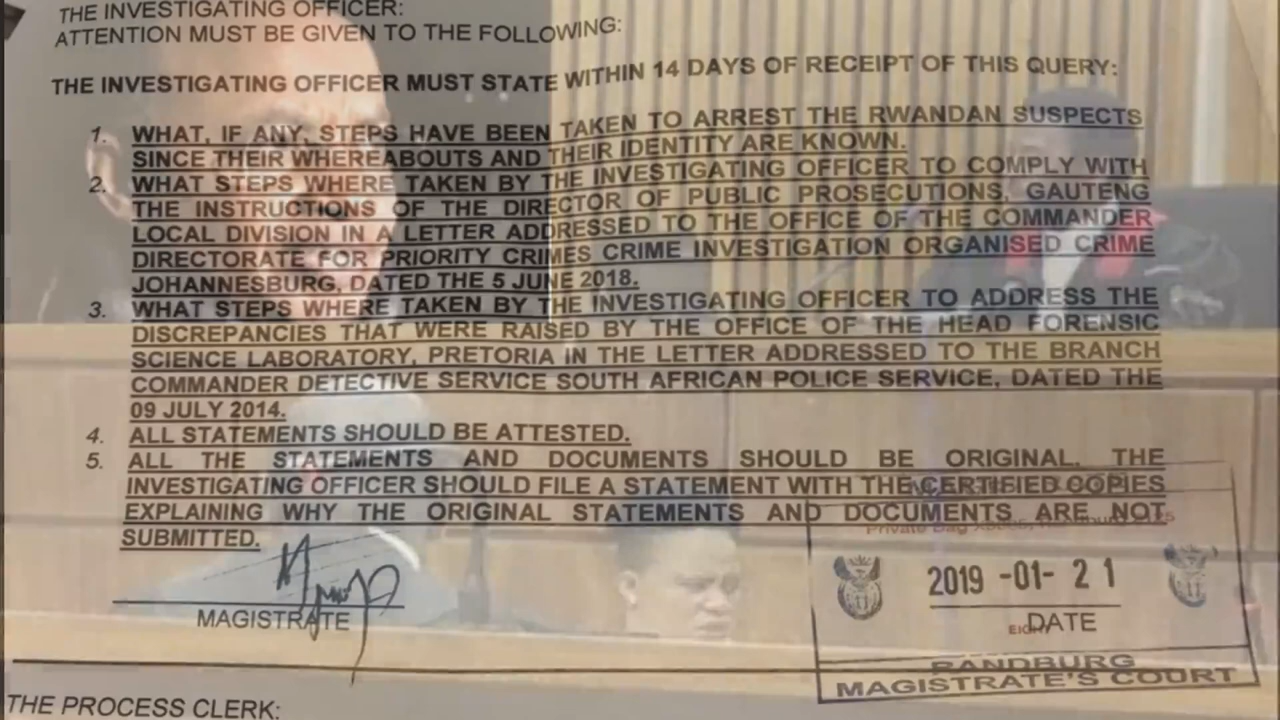 THE INVESTIGATING OFFICER:
ATTENTION MUST BE GIVEN TO THE FOLLOWING:
THE INVESTIGATING OFFICER MUST STATE WITHIN 14 DAYS OF RECEIPT OF THIS QUERY:
1. WHAT, IF ANY, STEPS HAVE BEEN TAKEN TO ARREST THE RWANDAN SUSPECTS
SINCE THEIR WHEREABOUTS AND THEIR IDENTITY ARE KNOWN.
2. WHAT STEPS WHERE TAKEN BY THE INVESTIGATING OFFICER TO COMPLY WITH
THE INSTRUCTIONS OF THE DIRECTOR OF PUBLIC PROSECUTIONS, GAUTENG
LOCAL DIVISION IN A LETTER ADDRESSED TO THE OFFICE OF THE COMMANDER
DIRECTORATE FOR PRIORITY CRIMES CRIME INVESTIGATION ORGANISED CRIME
JOHANNESBURG, DATED THE 5 JUNE 2018.
3. WHAT STEPS WHERE TAKEN BY THE INVESTIGATING OFFICER TO ADDRESS THE
DISCREPANCIES THAT WERE RAISED BY THE OFFICE OF THE HEAD FORENSIC
SCIENCE LABORATORY, PRETORIA IN THE LETTER ADDRESSED TO THE BRANCH
COMMANDER DETECTIVE SERVICE SOUTH AFRICAN POLICE SERVICE, DATED THE
09 JULY 2014.
4. ALL STATEMENTS SHOULD BE ATTESTED.
5. ALL THE STATEMENTS AND DOCUMENTS SHOULD BE ORIGINAL. THE
INVESTIGATING OFFICER SHOULD FILE A STATEMENT WITH THE CERTIFIED COPIES
EXPLAINING WHY THE ORIGINAL STATEMENTS AND DOCUMENTS ARE NOT
SUBMITTED.
Private Bag
2019 -01- 21
MAGISTRATE
DATE
RANDBURG
MAGISTRATE'S COURT
THE PROCESS CLERK: